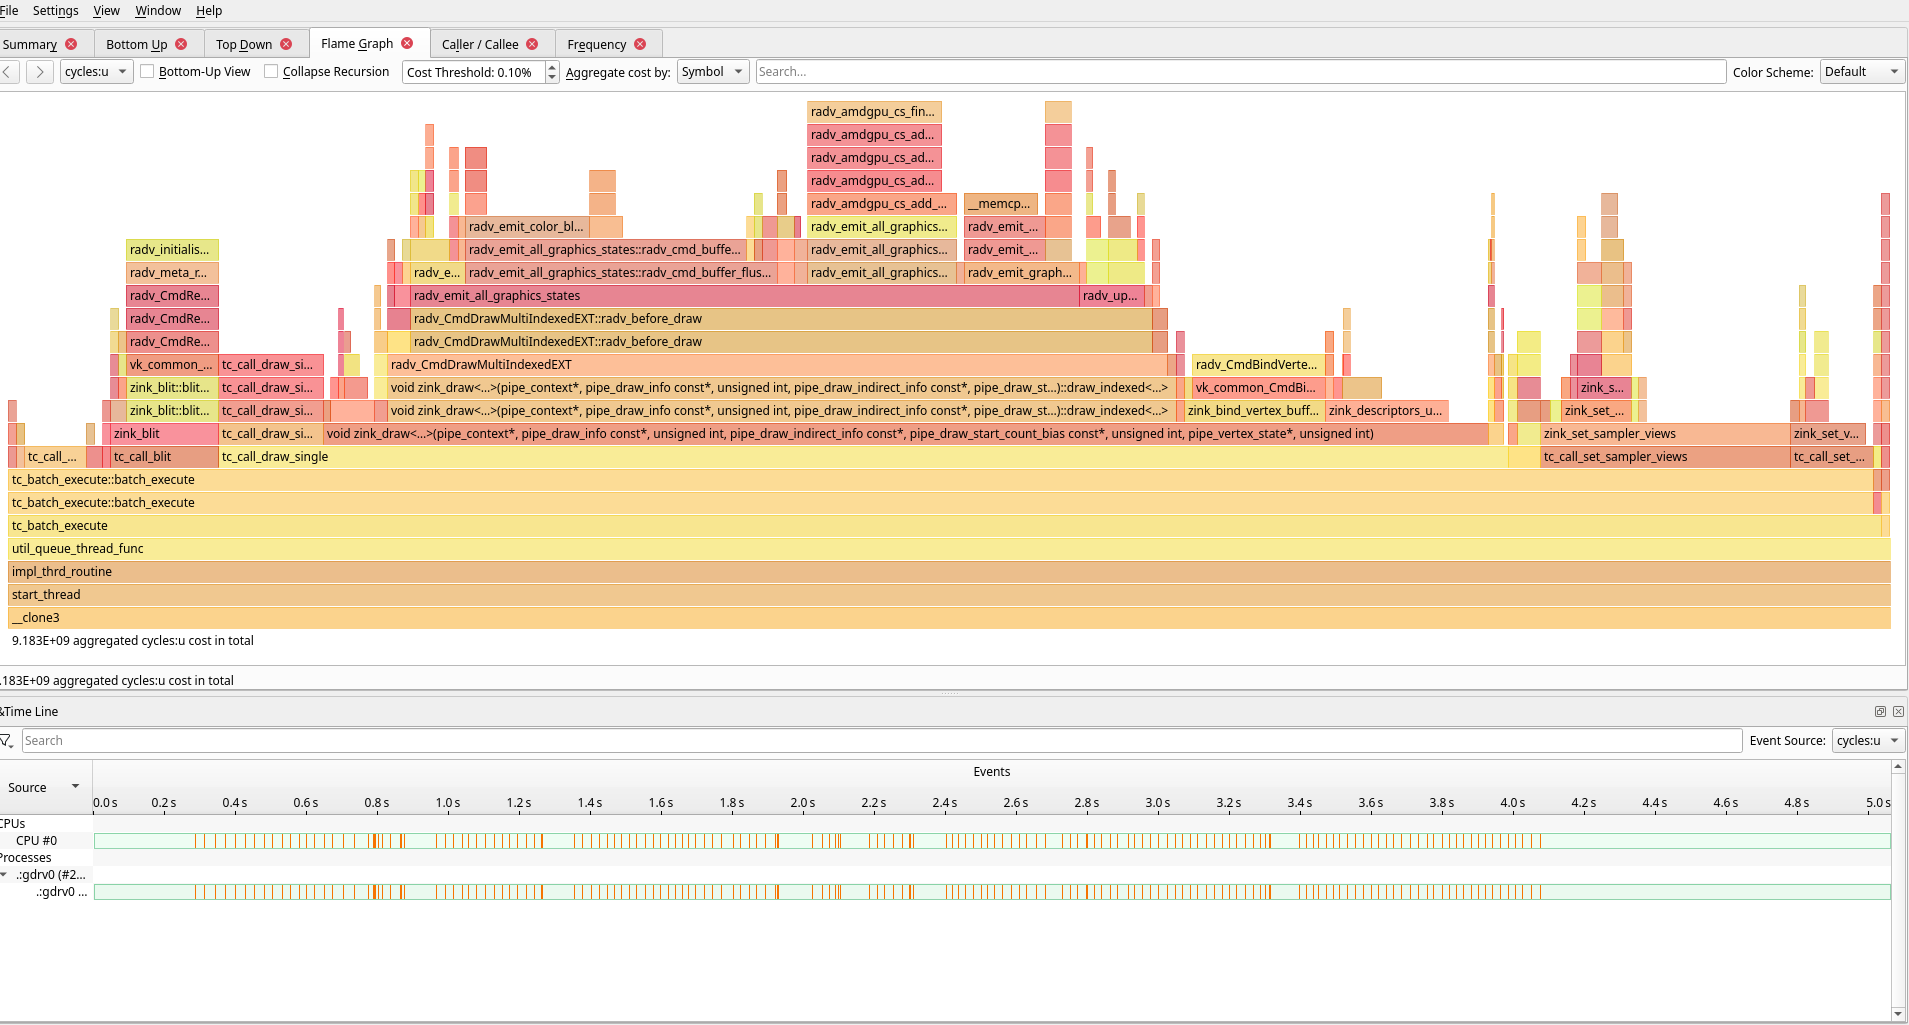 File Settings View Window Help
Summary Bottom Up Top Down Flame Graph Caller / Callee Frequency
cycles:u Bottom-Up View Collapse Recursion Cost Threshold: 0.10% Aggregate cost by: Symbol Search... Color Scheme: Default
radv_amdgpu_cs_fin...
radv_amdgpu_cs_ad...
radv_amdgpu_cs_ad...
radv_amdgpu_cs_ad...
radv_amdgpu_cs_add_... __memcp...
radv_emit_color_bl... radv_emit_all_graphics... radv_emit_...
radv_initialis... radv_emit_all_graphics_states::radv_cmd_buffe... radv_emit_all_graphics... radv_emit_...
radv_meta_r... radv_e... radv_emit_all_graphics_states::radv_cmd_buffer_flus... radv_emit_all_graphics... radv_emit_graph...
radv_CmdRe... radv_emit_all_graphics_states radv_up...
radv_CmdRe... radv_CmdDrawMultiIndexedEXT::radv_before_draw
radv_CmdRe... radv_CmdDrawMultiIndexedEXT::radv_before_draw
vk_common_... tc_call_draw_si... radv_CmdDrawMultiIndexedEXT radv_CmdBindVerte...
zink_blit::blit... tc_call_draw_si... void zink_draw<...>(pipe_context*, pipe_draw_info const*, unsigned int, pipe_draw_indirect_info const*, pipe_draw_st...)::draw_indexed<...> vk_common_CmdBi... zink_s...
zink_blit::blit... tc_call_draw_si... void zink_draw<...>(pipe_context*, pipe_draw_info const*, unsigned int, pipe_draw_indirect_info const*, pipe_draw_st...)::draw_indexed<...> zink_bind_vertex_buff... zink_descriptors_u... zink_set_...
zink_blit tc_call_draw_si... void zink_draw<...>(pipe_context*, pipe_draw_info const*, unsigned int, pipe_draw_indirect_info const*, pipe_draw_start_count_bias const*, unsigned int, pipe_vertex_state*, unsigned int) zink_set_sampler_views zink_set_v...
tc_call_... tc_call_blit tc_call_draw_single tc_call_set_sampler_views tc_call_set_...
tc_batch_execute::batch_execute
tc_batch_execute::batch_execute
tc_batch_execute
util_queue_thread_func
impl_thrd_routine
start_thread
__clone3
9.183E+09 aggregated cycles:u cost in total
.183E+09 aggregated cycles:u cost in total
&Time Line
Search Event Source: cycles:u
Source Events
0.0 s 0.2 s 0.4 s 0.6 s 0.8 s 1.0 s 1.2 s 1.4 s 1.6 s 1.8 s 2.0 s 2.2 s 2.4 s 2.6 s 2.8 s 3.0 s 3.2 s 3.4 s 3.6 s 3.8 s 4.0 s 4.2 s 4.4 s 4.6 s 4.8 s 5.0 s
CPUs
CPU #0
Processes
.:gdrv0 (#2...
.:gdrv0 ...